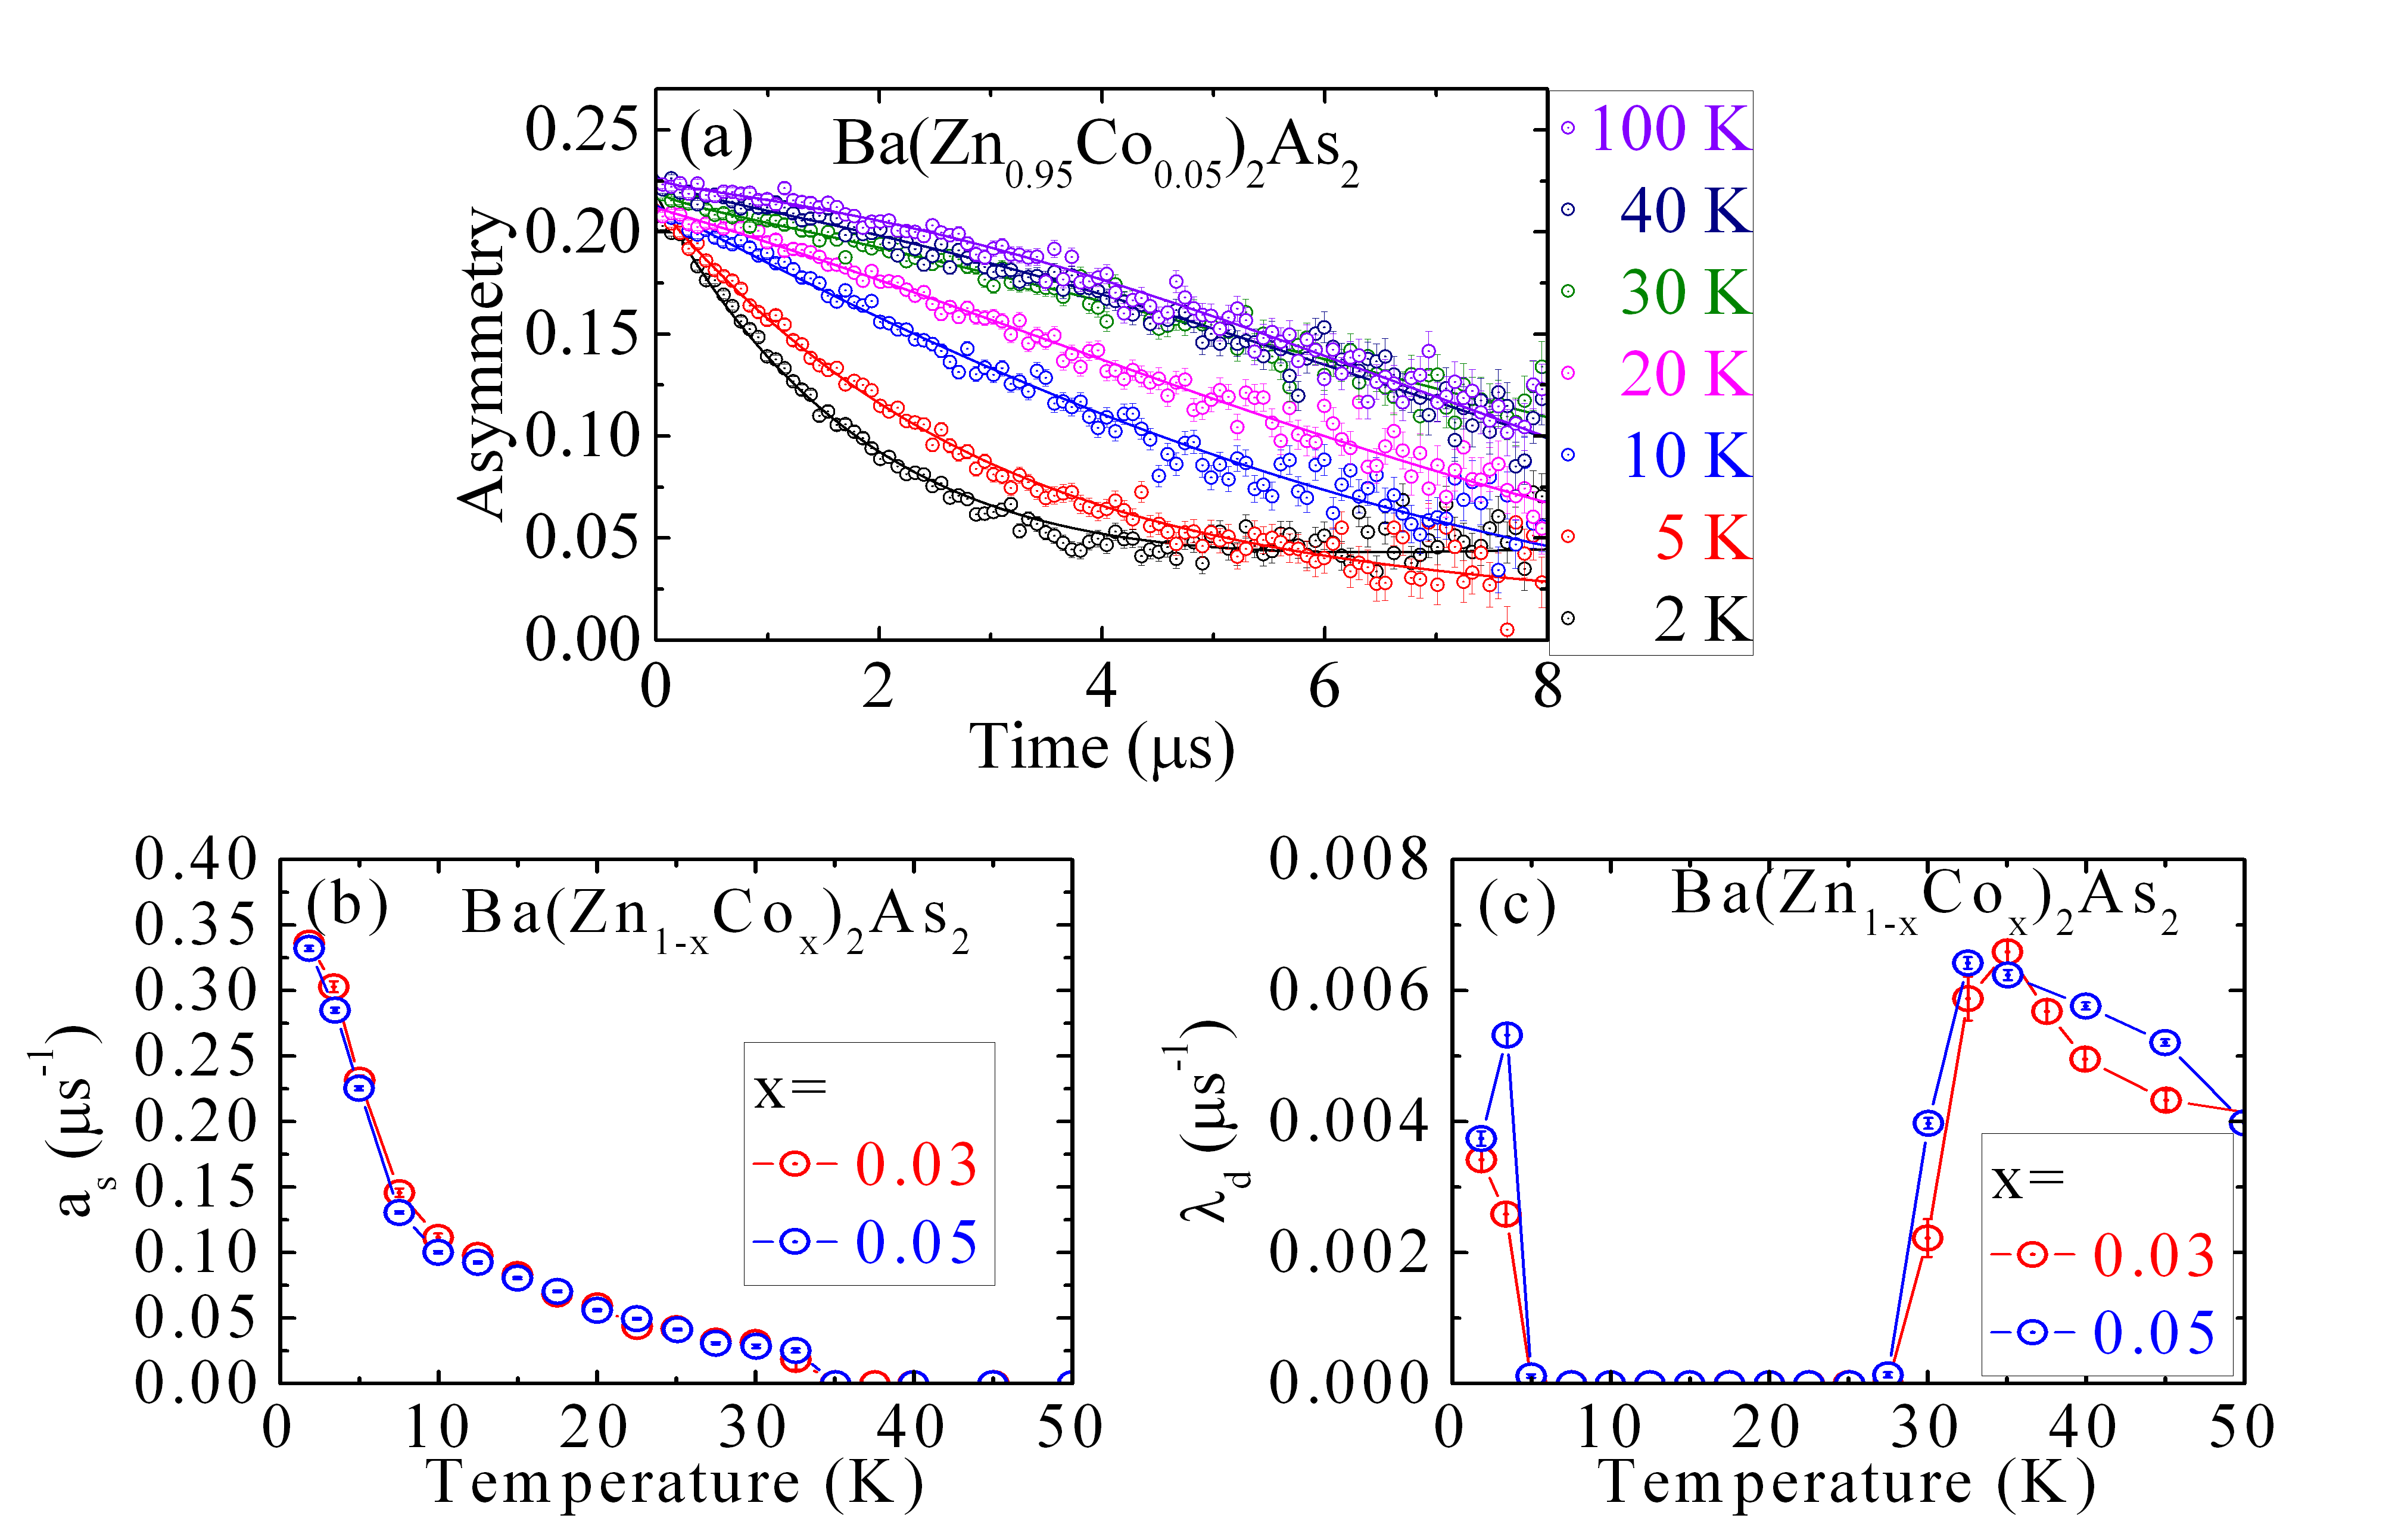 (a) Ba(Zn0.95Co0.05)2As2
Asymmetry
0.25
0.20
0.15
0.10
0.05
0.00
0 2 4 6 8
Time (μs)
100 K
40 K
30 K
20 K
10 K
5 K
2 K
(b) Ba(Zn1-xCox)2As2
as (μs-1)
0.40
0.35
0.30
0.25
0.20
0.15
0.10
0.05
0.00
0 10 20 30 40 50
Temperature (K)
x=
0.03
0.05
(c) Ba(Zn1-xCox)2As2
λd (μs-1)
0.008
0.006
0.004
0.002
0.000
0 10 20 30 40 50
Temperature (K)
x=
0.03
0.05